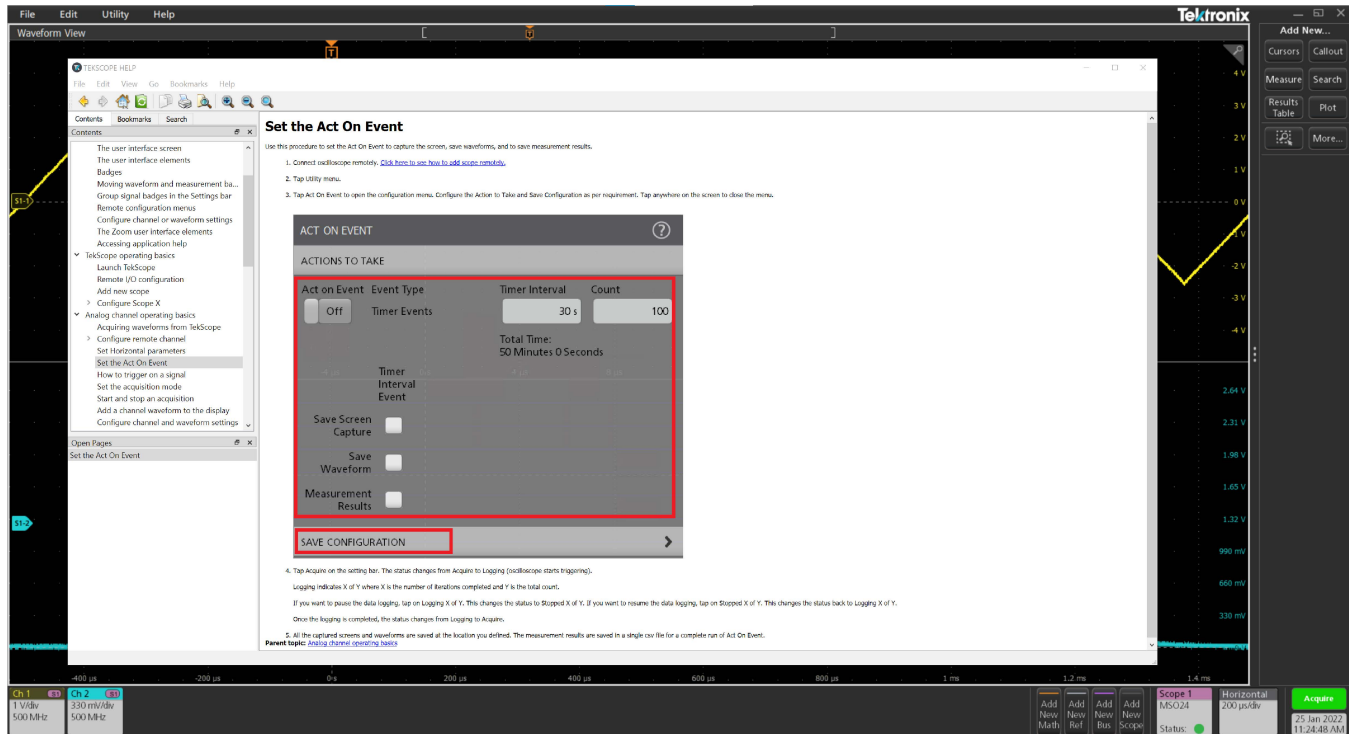 File Edit Utility Help
Tektronix
Waveform View
Add New...
Cursors Callout
Measure Search
Results Table Plot
More...
TEKSCOPE HELP
File Edit View Go Bookmarks Help
Contents Bookmarks Search
Contents
The user interface screen
The user interface elements
Badges
Moving waveform and measurement ba...
Group signal badges in the Settings bar
Remote configuration menus
Configure channel or waveform settings
The Zoom user interface elements
Accessing application help
TekScope operating basics
Launch TekScope
Remote I/O configuration
Add new scope
Configure Scope X
Analog channel operating basics
Acquiring waveforms from TekScope
Configure remote channel
Set Horizontal parameters
Set the Act On Event
How to trigger on a signal
Set the acquisition mode
Start and stop an acquisition
Add a channel waveform to the display
Configure channel and waveform settings
Open Pages
Set the Act On Event
Set the Act On Event
Use this procedure to set the Act On Event to capture the screen, save waveforms, and to save measurement results.
1. Connect oscilloscope remotely. Click here to see how to add scope remotely.
2. Tap Utility menu.
3. Tap Act On Event to open the configuration menu. Configure the Action to Take and Save Configuration as per requirement. Tap anywhere on the screen to close the menu.
ACT ON EVENT
ACTIONS TO TAKE
Act on Event Event Type Timer Interval Count
Off Timer Events 30 s 100
Total Time:
50 Minutes 0 Seconds
Timer
Interval
Event
Save Screen
Capture
Save
Waveform
Measurement
Results
SAVE CONFIGURATION
4. Tap Acquire on the setting bar. The status changes from Acquire to Logging (oscilloscope starts triggering).
Logging indicates X of Y where X is the number of iterations completed and Y is the total count.
If you want to pause the data logging, tap on Logging X of Y. This changes the status to Stopped X of Y. If you want to resume the data logging, tap on Stopped X of Y. This changes the status back to Logging X of Y.
Once the logging is completed, the status changes from Logging to Acquire.
5. All the captured screens and waveforms are saved at the location you defined. The measurement results are saved in a single csv file for a complete run of Act On Event.
Parent topic: Analog channel operating basics
T
T
S1-1
S1-2
4 V
3 V
2 V
1 V
0 V
-1 V
-2 V
-3 V
-4 V
2.64 V
2.31 V
1.98 V
1.65 V
1.32 V
990 mV
660 mV
330 mV
-400 µs -200 µs 0 s 200 µs 400 µs 600 µs 800 µs 1 ms 1.2 ms 1.4 ms
Ch 1 S1
1 V/div
500 MHz
Ch 2 S1
330 mV/div
500 MHz
Add New Math
Add New Ref
Add New Bus
Add New Scope
Scope 1
MSO24
Status:
Horizontal
200 µs/div
Acquire
25 Jan 2022
11:24:48 AM